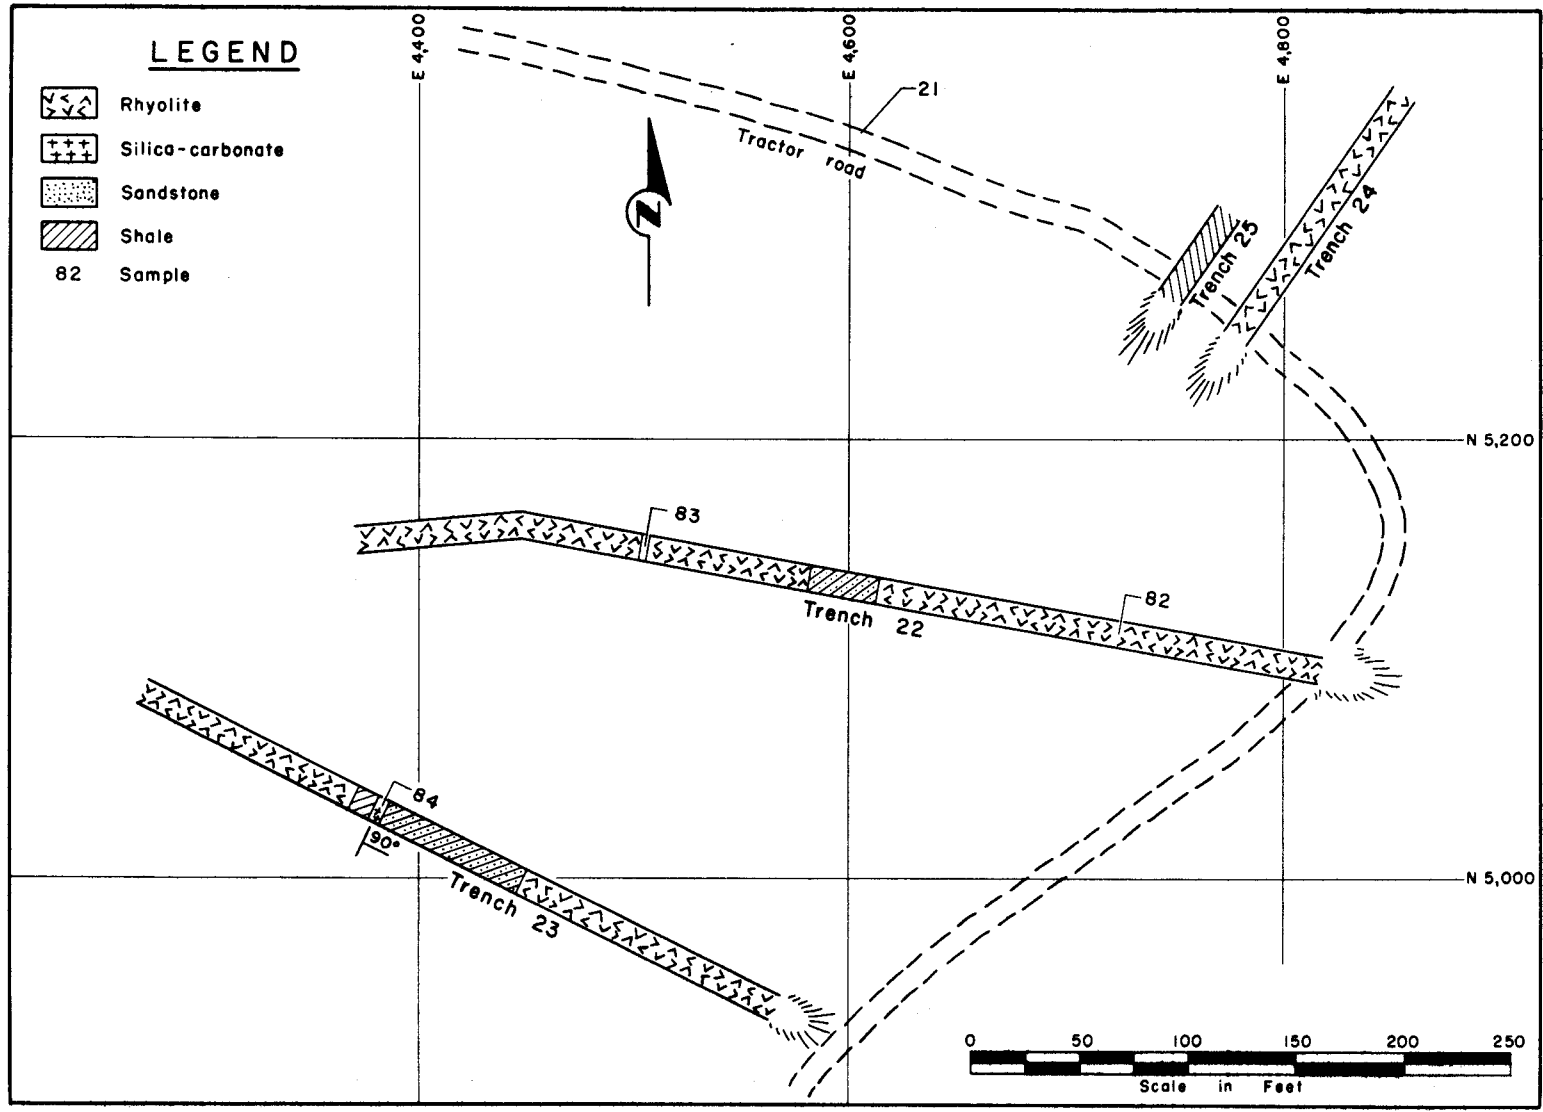 LEGEND
Rhyolite
Silica-carbonate
Sandstone
Shale
82 Sample
E 4,400
E 4,600
E 4,800
21
Tractor road
N
Trench 25
Trench 24
N 5,200
83
82
Trench 22
84
90°
Trench 23
N 5,000
0 50 100 150 200 250
Scale in Feet